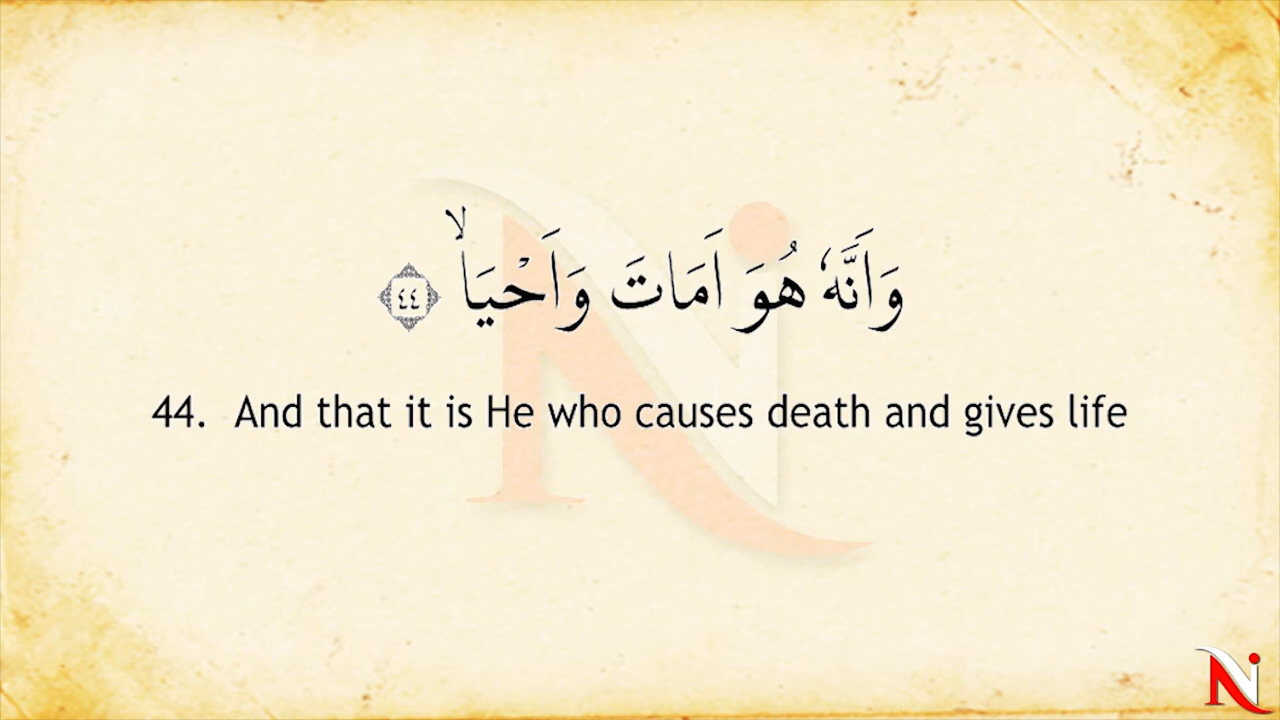 وَاَنَّهٗ هُوَ اَمَاتَ وَاَحْيَاۙ ٤٤
44. And that it is He who causes death and gives life